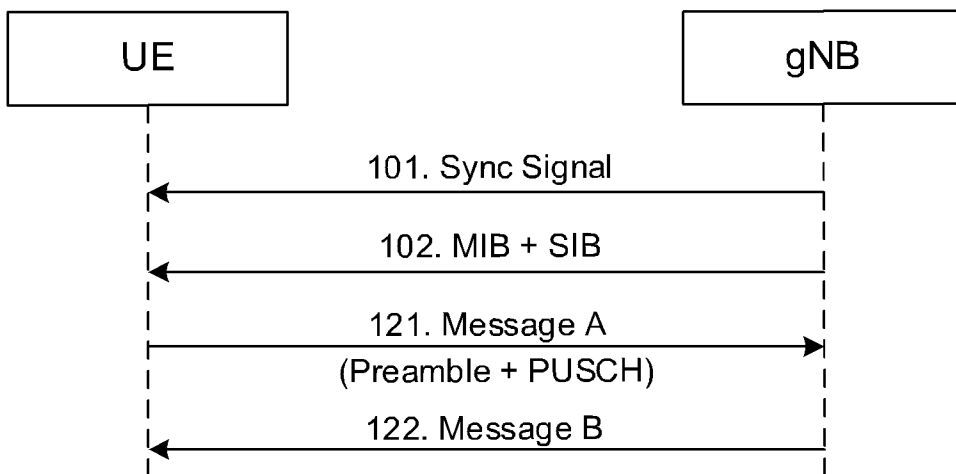 UE
gNB
101. Sync Signal
102. MIB + SIB
121. Message A
(Preamble + PUSCH)
122. Message B